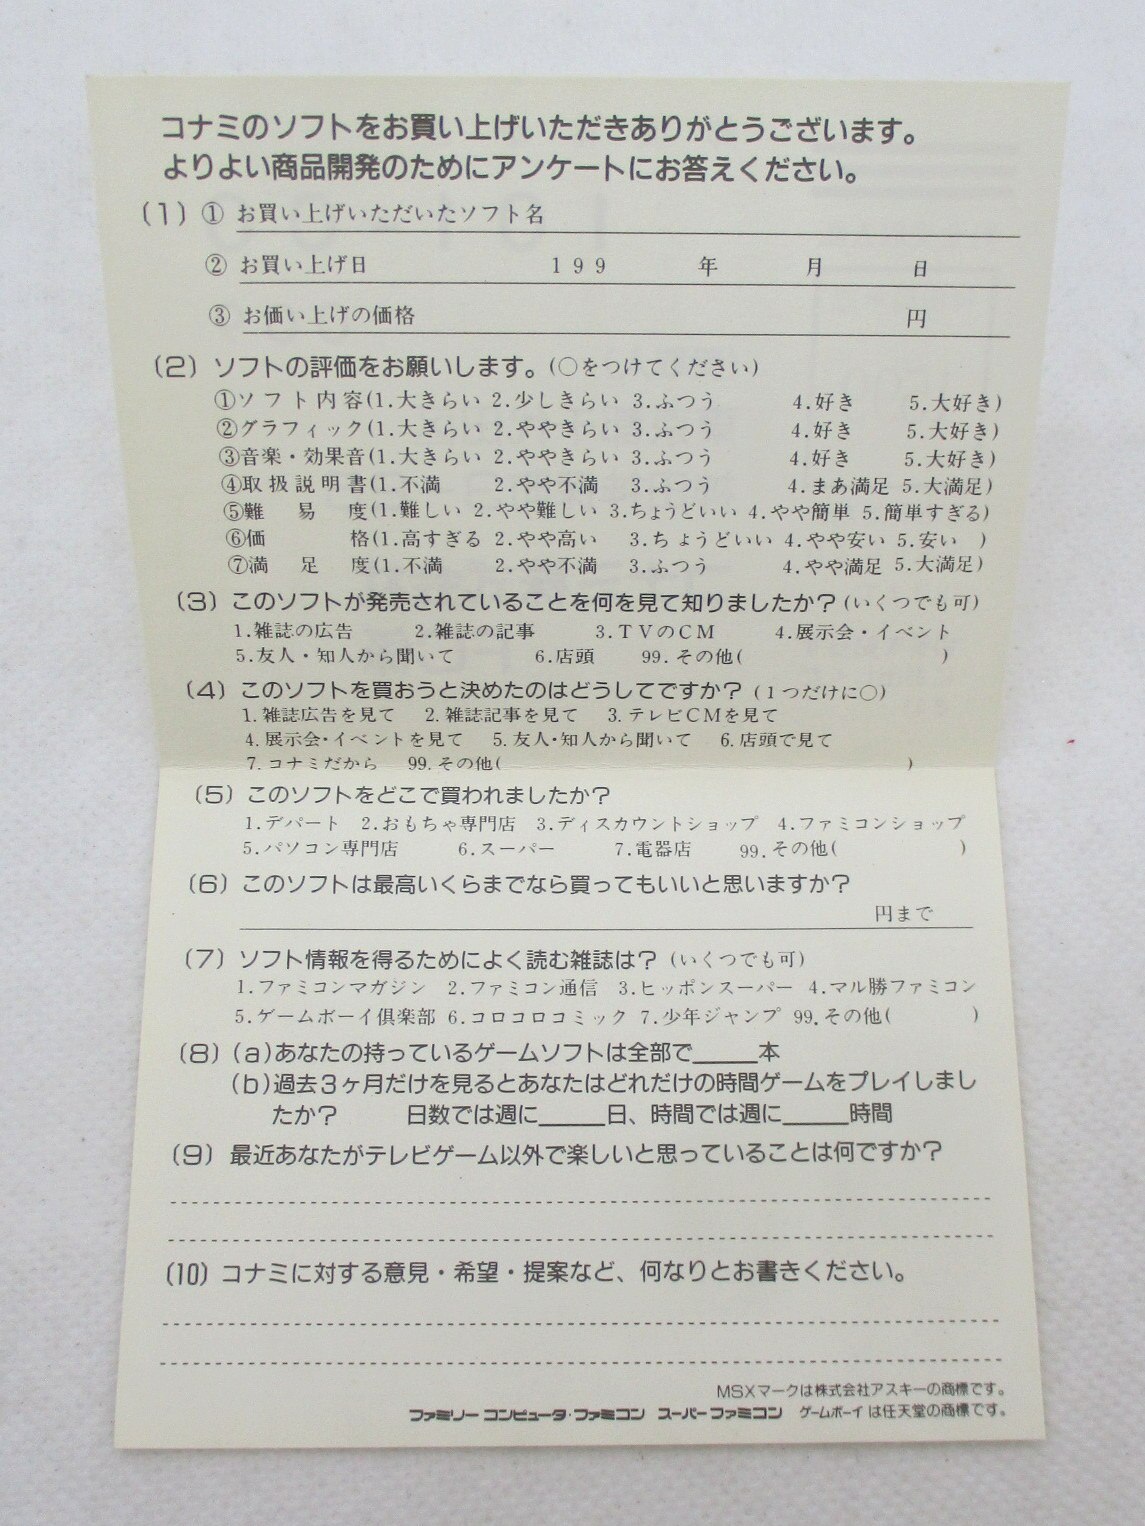 コナミのソフトをお買い上げいただきありがとうございます。
よりよい商品開発のためにアンケートにお答えください。
(1) ① お買い上げいただいたソフト名
② お買い上げ日 199 年 月 日
③ お価い上げの価格 円
(2) ソフトの評価をお願いします。(○をつけてください)
①ソフト内容(1.大きらい 2.少しきらい 3.ふつう 4.好き 5.大好き)
②グラフィック(1.大きらい 2.ややきらい 3.ふつう 4.好き 5.大好き)
③音楽・効果音(1.大きらい 2.ややきらい 3.ふつう 4.好き 5.大好き)
④取扱説明書(1.不満 2.やや不満 3.ふつう 4.まあ満足 5.大満足)
⑤難易度(1.難しい 2.やや難しい 3.ちょうどいい 4.やや簡単 5.簡単すぎる)
⑥価格(1.高すぎる 2.やや高い 3.ちょうどいい 4.やや安い 5.安い )
⑦満足度(1.不満 2.やや不満 3.ふつう 4.やや満足 5.大満足)
(3) このソフトが発売されていることを何を見て知りましたか?(いくつでも可)
1.雑誌の広告 2.雑誌の記事 3.TVのCM 4.展示会・イベント
5.友人・知人から聞いて 6.店頭 99.その他( )
(4) このソフトを買おうと決めたのはどうしてですか?(1つだけに○)
1.雑誌広告を見て 2.雑誌記事を見て 3.テレビCMを見て
4.展示会・イベントを見て 5.友人・知人から聞いて 6.店頭で見て
7.コナミだから 99.その他( )
(5) このソフトをどこで買われましたか?
1.デパート 2.おもちゃ専門店 3.ディスカウントショップ 4.ファミコンショップ
5.パソコン専門店 6.スーパー 7.電器店 99.その他( )
(6) このソフトは最高いくらまでなら買ってもいいと思いますか?
円まで
(7) ソフト情報を得るためによく読む雑誌は?(いくつでも可)
1.ファミコンマガジン 2.ファミコン通信 3.ヒッポンスーパー 4.マル勝ファミコン
5.ゲームボーイ倶楽部 6.コロコロコミック 7.少年ジャンプ 99.その他( )
(8) (a)あなたの持っているゲームソフトは全部で_____本
(b)過去3ヶ月だけを見るとあなたはどれだけの時間ゲームをプレイしまし
たか? 日数では週に_____日、時間では週に_____時間
(9) 最近あなたがテレビゲーム以外で楽しいと思っていることは何ですか?
(10) コナミに対する意見・希望・提案など、何なりとお書きください。
MSXマークは株式会社アスキーの商標です。
ファミリーコンピュータ・ファミコン スーパーファミコン ゲームボーイ は任天堂の商標です。